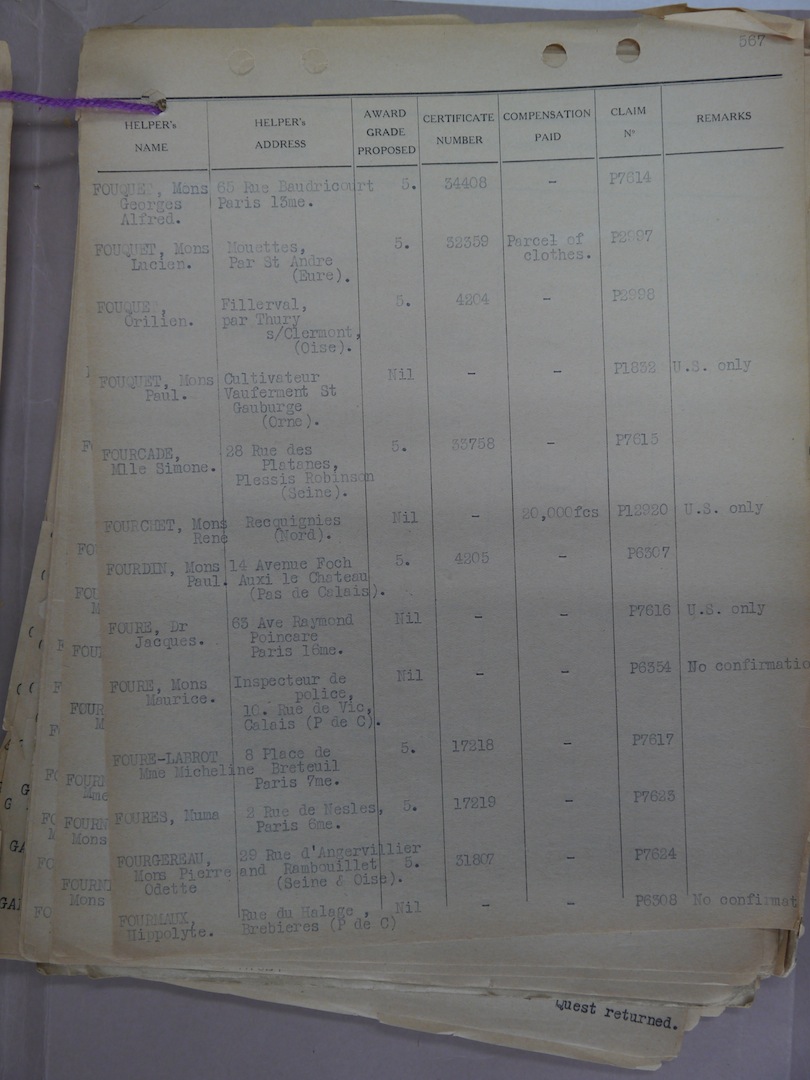 567
HELPER's NAME HELPER's ADDRESS AWARD GRADE PROPOSED CERTIFICATE NUMBER COMPENSATION PAID CLAIM N° REMARKS
FOUQUET, Mons 65 Rue Baudricourt 5. 34408 - P7614
Georges Paris 13me.
Alfred.
FOUQUET, Mons Mouettes, 5. 32359 Parcel of P2997
Lucien. Par St Andre clothes.
(Eure).
FOUQUE , Fillerval, 5. 4204 - P2998
Orilien. par Thury
s/Clermont,
(Oise).
FOUQUET, Mons Cultivateur Nil - - P1832 U.S. only
Paul. Vauferment St
Gauburge
(Orne).
FOURCADE, 28 Rue des 5. 33758 - P7615
Mlle Simone. Platanes,
Plessis Robinson
(Seine).
FOURCHET, Mons Recquignies Nil - 20,000fcs P12920 U.S. only
René (Nord).
FOURDIN, Mons 14 Avenue Foch 5. 4205 - P6307
Paul. Auxi le Chateau
(Pas de Calais).
FOURE, Dr 63 Ave Raymond Nil - - P7616 U.S. only
Jacques. Poincare
Paris 16me.
FOURE, Mons Inspecteur de Nil - - P6354 No confirmatio
Maurice. police,
10. Rue de Vic,
Calais (P de C).
FOURE-LABROT 8 Place de 5. 17218 - P7617
Mme Micheline Breteuil
Paris 7me.
FOURES, Muma 2 Rue de Nesles, 5. 17219 - P7623
Paris 6me.
FOURGEREAU, 29 Rue d'Angervillier 5. 31807 - P7624
Mons Pierre and Rambouillet
Odette (Seine & Oise).
FOURMAUX, Rue du Halage , Nil - - P6308 No confirmat
Hippolyte. Brebieres (P de C)
quest returned.